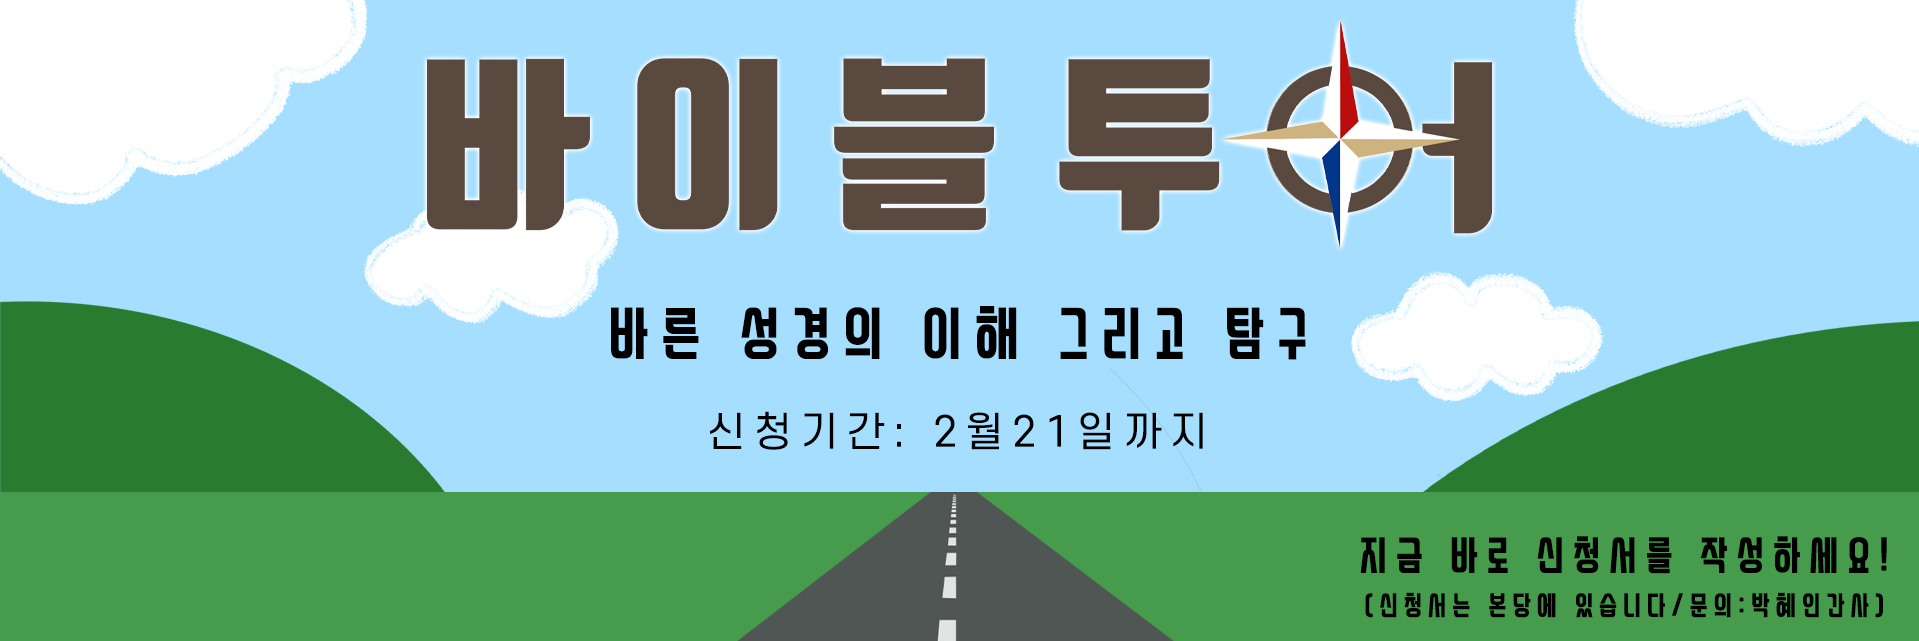 바이블 투어
바른 성경의 이해 그리고 탐구
신청기간: 2월21일까지
지금 바로 신청서를 작성하세요!
(신청서는 본당에 있습니다/문의:박혜인간사)